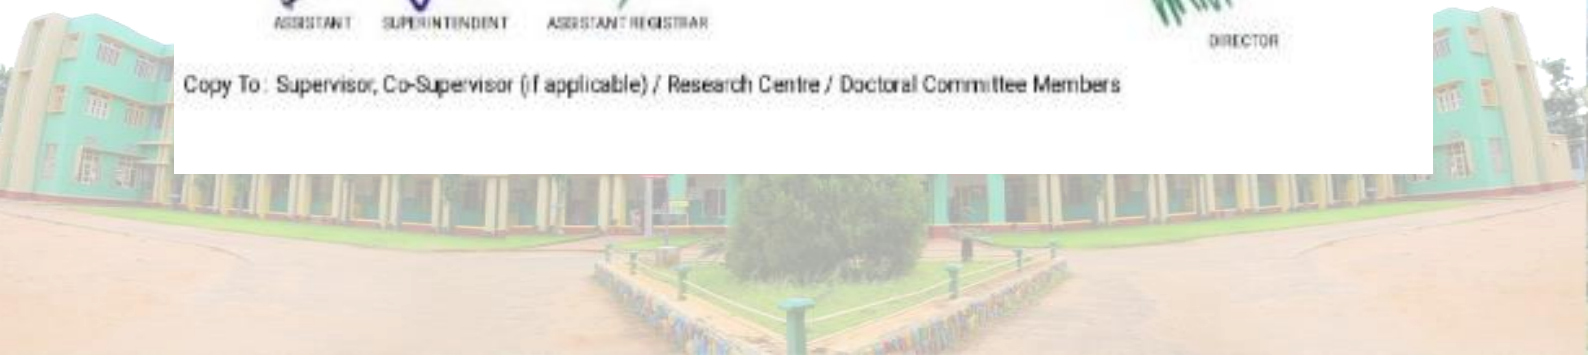 ASSISTANT SUPERINTENDENT ASSISTANT REGISTRAR
DIRECTOR
Copy To : Supervisor, Co-Supervisor (if applicable) / Research Centre / Doctoral Committee Members